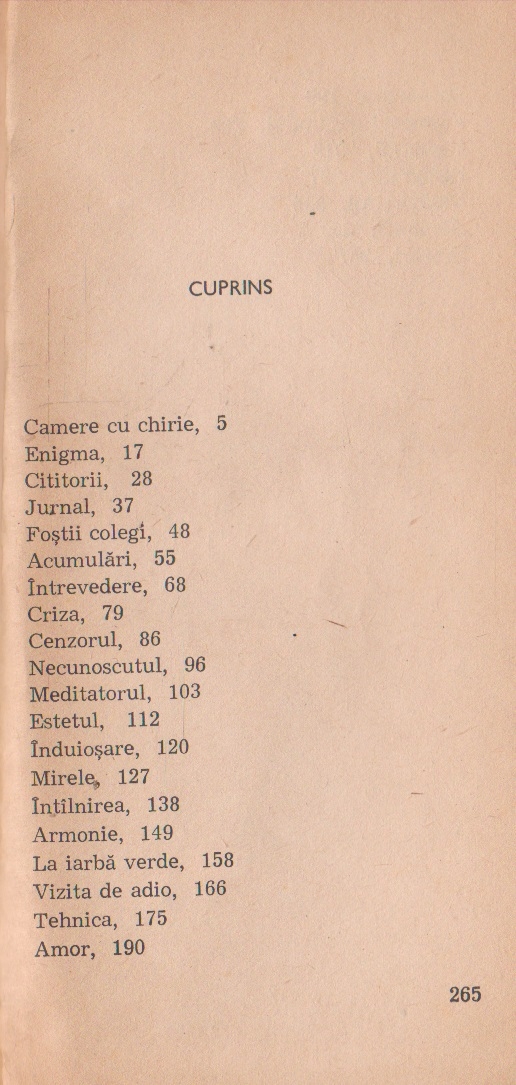 CUPRINS
Camere cu chirie, 5
Enigma, 17
Cititorii, 28
Jurnal, 37
Foștii colegi, 48
Acumulări, 55
Întrevedere, 68
Criza, 79
Cenzorul, 86
Necunoscutul, 96
Meditatorul, 103
Estetul, 112
Înduioșare, 120
Mirele, 127
Întîlnirea, 138
Armonie, 149
La iarbă verde, 158
Vizita de adio, 166
Tehnica, 175
Amor, 190
265